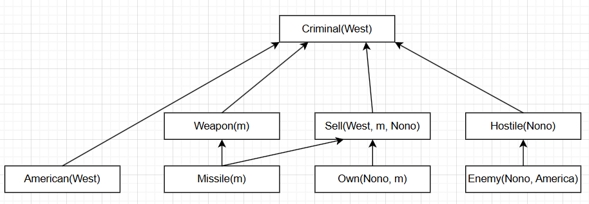 Criminal(West)
Weapon(m)
Sell(West, m, Nono)
Hostile(Nono)
American(West)
Missile(m)
Own(Nono, m)
Enemy(Nono, America)